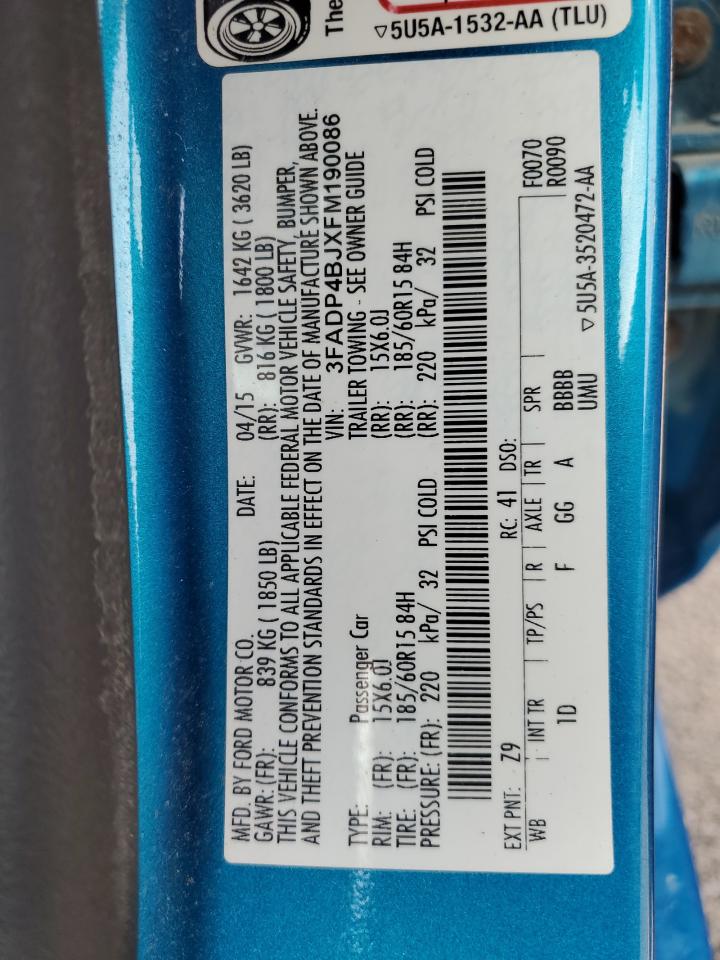 The
▽5U5A-1532-AA (TLU)
MFD. BY FORD MOTOR CO.
DATE: 04/15 GVWR: 1642 KG ( 3620 LB)
GAWR: (FR): 839 KG ( 1850 LB) (RR): 816 KG ( 1800 LB)
THIS VEHICLE CONFORMS TO ALL APPLICABLE FEDERAL MOTOR VEHICLE SAFETY, BUMPER,
AND THEFT PREVENTION STANDARDS IN EFFECT ON THE DATE OF MANUFACTURE SHOWN ABOVE.
VIN: 3FADP4BJXFM190086
TYPE: Passenger Car TRAILER TOWING - SEE OWNER GUIDE
RIM: (FR): 15X6.0J (RR): 15X6.0J
TIRE: (FR): 185/60R15 84H (RR): 185/60R15 84H
PRESSURE: (FR): 220 kPa/ 32 PSI COLD (RR): 220 kPa/ 32 PSI COLD
EXT PNT: Z9 RC: 41 DSO: F0070
WB INT TR TP/PS R AXLE TR SPR R0090
1D F GG A BBBB
UMU ▽5U5A-3520472-AA